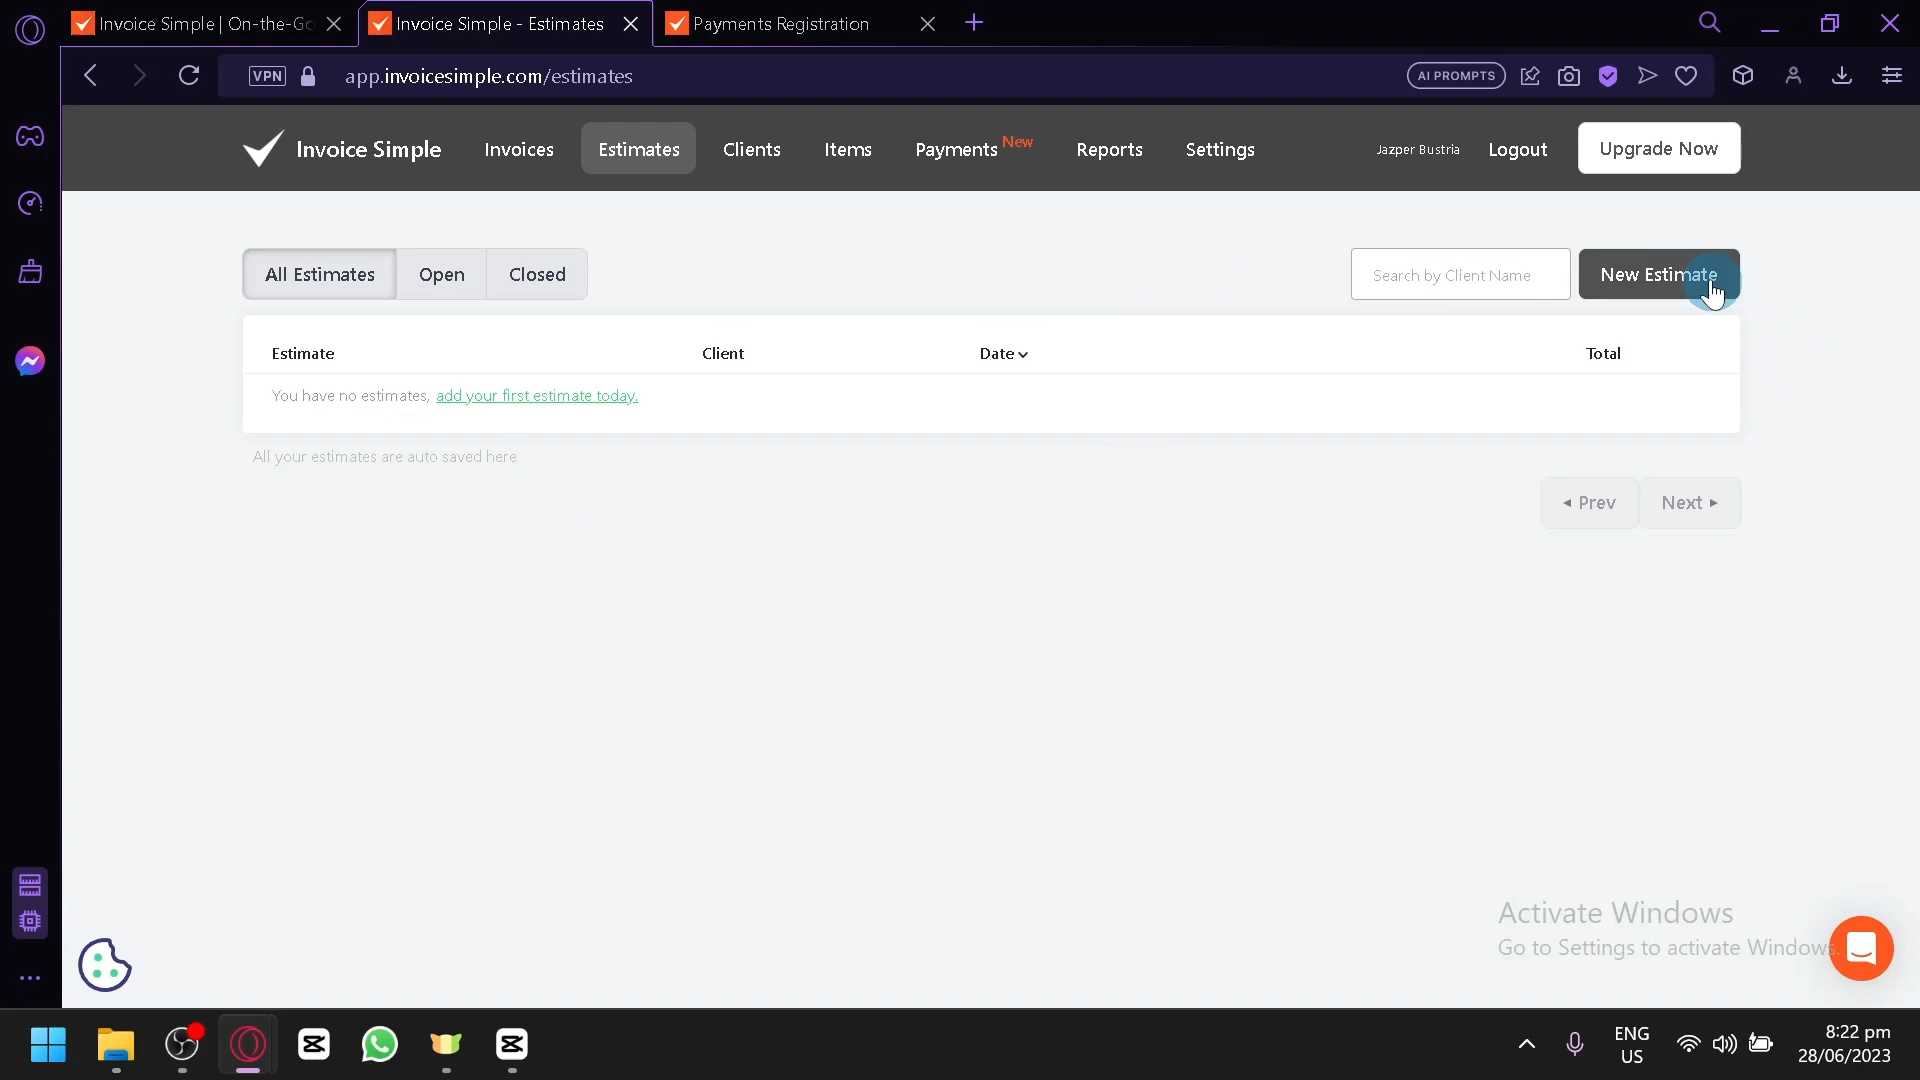 Invoice Simple | On-the-Go
Invoice Simple - Estimates
Payments Registration
VPN
app.invoicesimple.com/estimates
AI PROMPTS
Invoice Simple
Invoices
Estimates
Clients
Items
Payments New
Reports
Settings
Jazper Bustria
Logout
Upgrade Now
All Estimates
Open
Closed
Search by Client Name
New Estimate
Estimate
Client
Date
Total
You have no estimates, add your first estimate today.
All your estimates are auto saved here
◂ Prev
Next ▸
Activate Windows
Go to Settings to activate Windows.
ENG
US
8:22 pm
28/06/2023